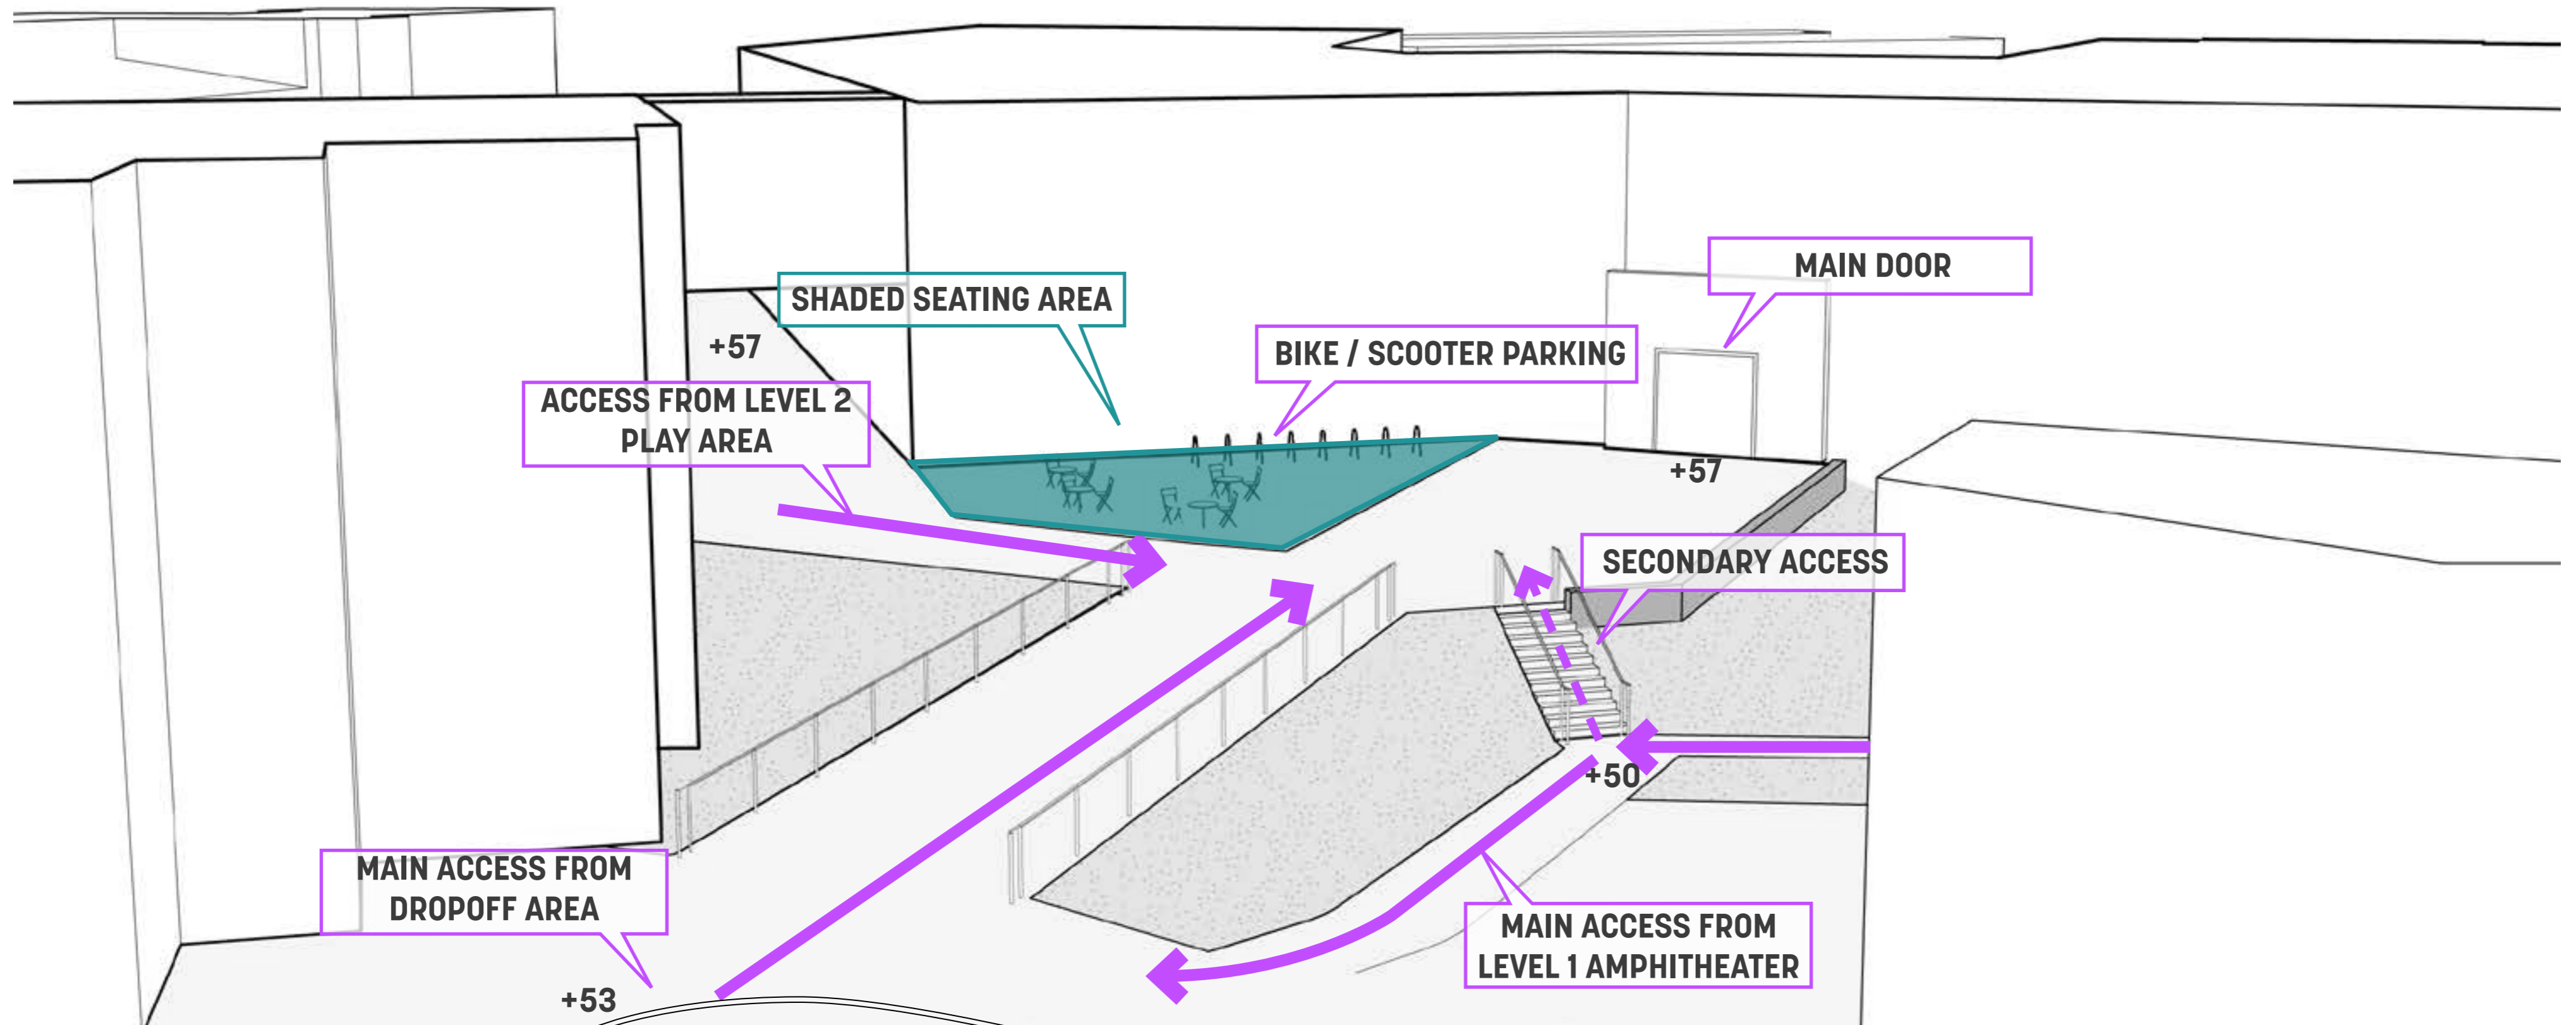 MAIN DOOR
SHADED SEATING AREA
+57
BIKE / SCOOTER PARKING
ACCESS FROM LEVEL 2
PLAY AREA
+57
SECONDARY ACCESS
+50
MAIN ACCESS FROM
DROPOFF AREA
MAIN ACCESS FROM
LEVEL 1 AMPHITHEATER
+53